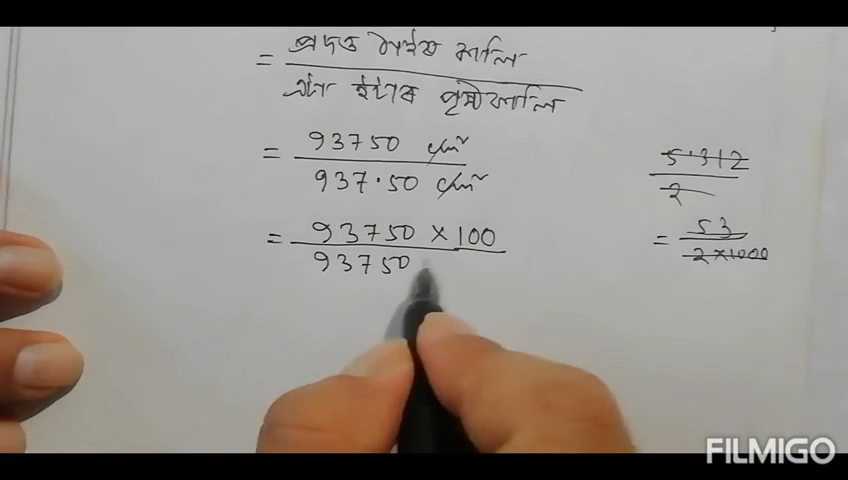 = প্ৰদত্ত ৰঙৰ কালি
এটা ইটাৰ পৃষ্ঠকালি
= 93750 cm²
937.50 cm²
= 93750 × 100
93750
5.312
2
= 53
2×1000
FILMIGO